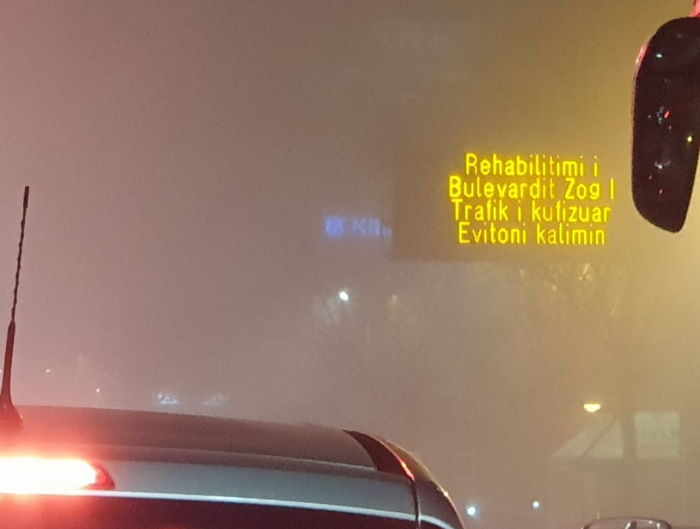 Rehabilitimi i
Bulevardit Zog I
Trafik i kufizuar
Evitoni kalimin